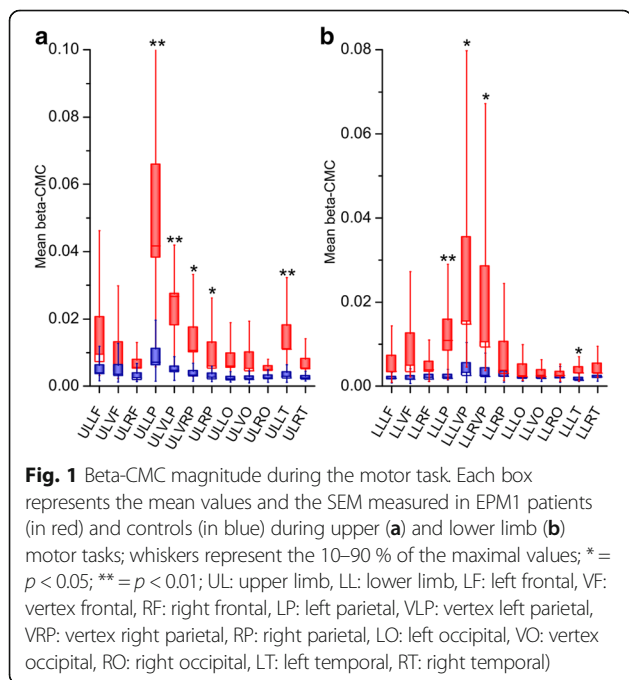 a
b
0.10
0.08
0.06
0.04
0.02
0.00
Mean beta-CMC
** ** * * **
ULLF ULVF ULRF ULLP ULVLP ULVRP ULRP ULLO ULVO ULRO ULLT ULRT
0.08
0.06
0.04
0.02
0.00
Mean beta-CMC
** * * *
LLLF LLVF LLRF LLLP LLLVP LLRVP LLRP LLLO LLVO LLRO LLLT LLRT
Fig. 1 Beta-CMC magnitude during the motor task. Each box
represents the mean values and the SEM measured in EPM1 patients
(in red) and controls (in blue) during upper (a) and lower limb (b)
motor tasks; whiskers represent the 10–90 % of the maximal values; * =
p < 0.05; ** = p < 0.01; UL: upper limb, LL: lower limb, LF: left frontal, VF:
vertex frontal, RF: right frontal, LP: left parietal, VLP: vertex left parietal,
VRP: vertex right parietal, RP: right parietal, LO: left occipital, VO: vertex
occipital, RO: right occipital, LT: left temporal, RT: right temporal)